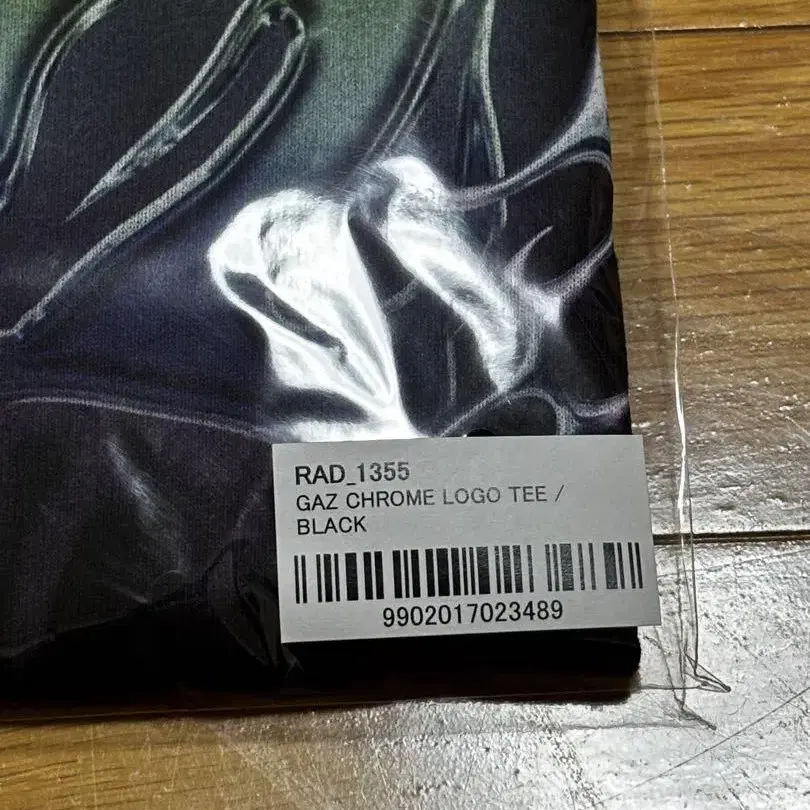 RAD_1355
GAZ CHROME LOGO TEE /
BLACK
9902017023489